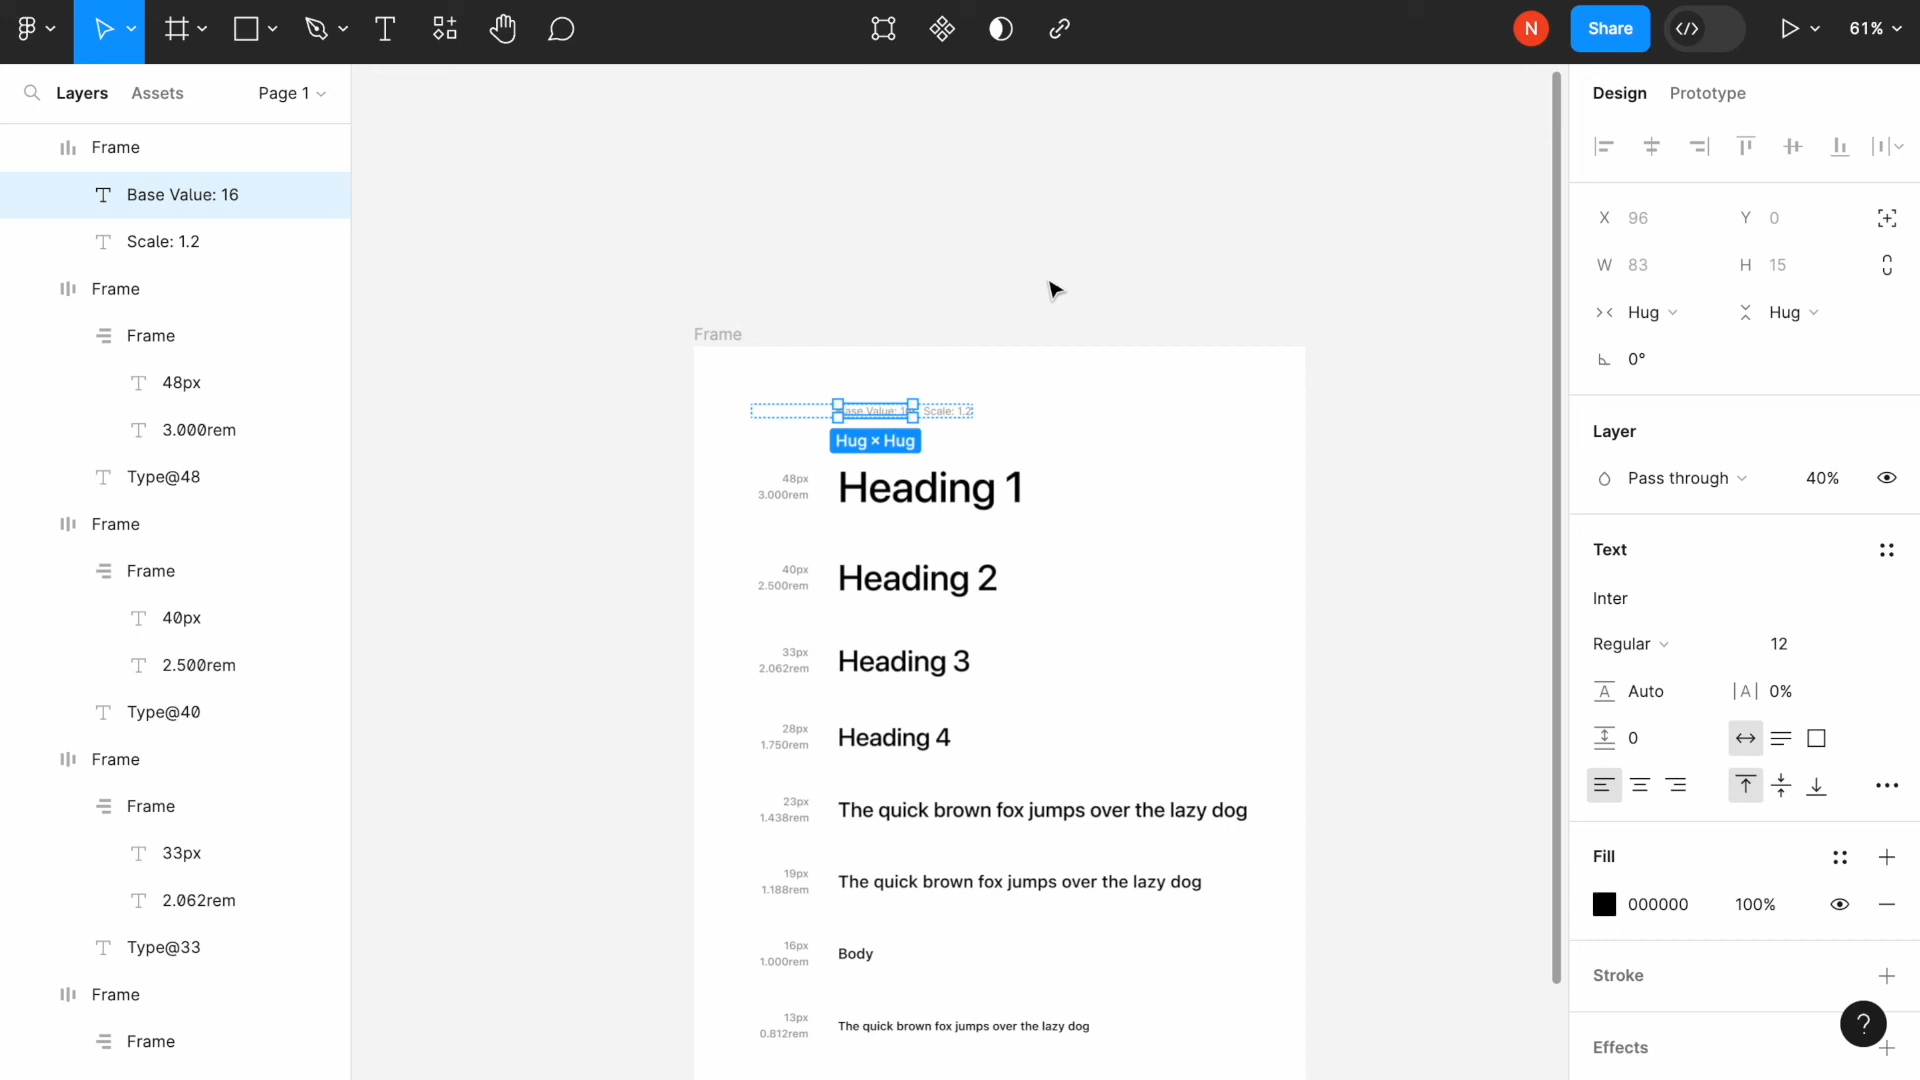 N
Share
61%
Layers
Assets
Page 1
Frame
Base Value: 16
Scale: 1.2
Frame
Frame
48px
3.000rem
Type@48
Frame
Frame
40px
2.500rem
Type@40
Frame
Frame
33px
2.062rem
Type@33
Frame
Frame
Frame
Base Value: 16
Scale: 1.2
Hug × Hug
48px
3.000rem
Heading 1
40px
2.500rem
Heading 2
33px
2.062rem
Heading 3
28px
1.750rem
Heading 4
23px
1.438rem
The quick brown fox jumps over the lazy dog
19px
1.188rem
The quick brown fox jumps over the lazy dog
16px
1.000rem
Body
13px
0.812rem
The quick brown fox jumps over the lazy dog
Design
Prototype
X 96
Y 0
W 83
H 15
Hug
Hug
0°
Layer
Pass through
40%
Text
Inter
Regular
12
A Auto
|A| 0%
0
Fill
000000
100%
Stroke
?
Effects